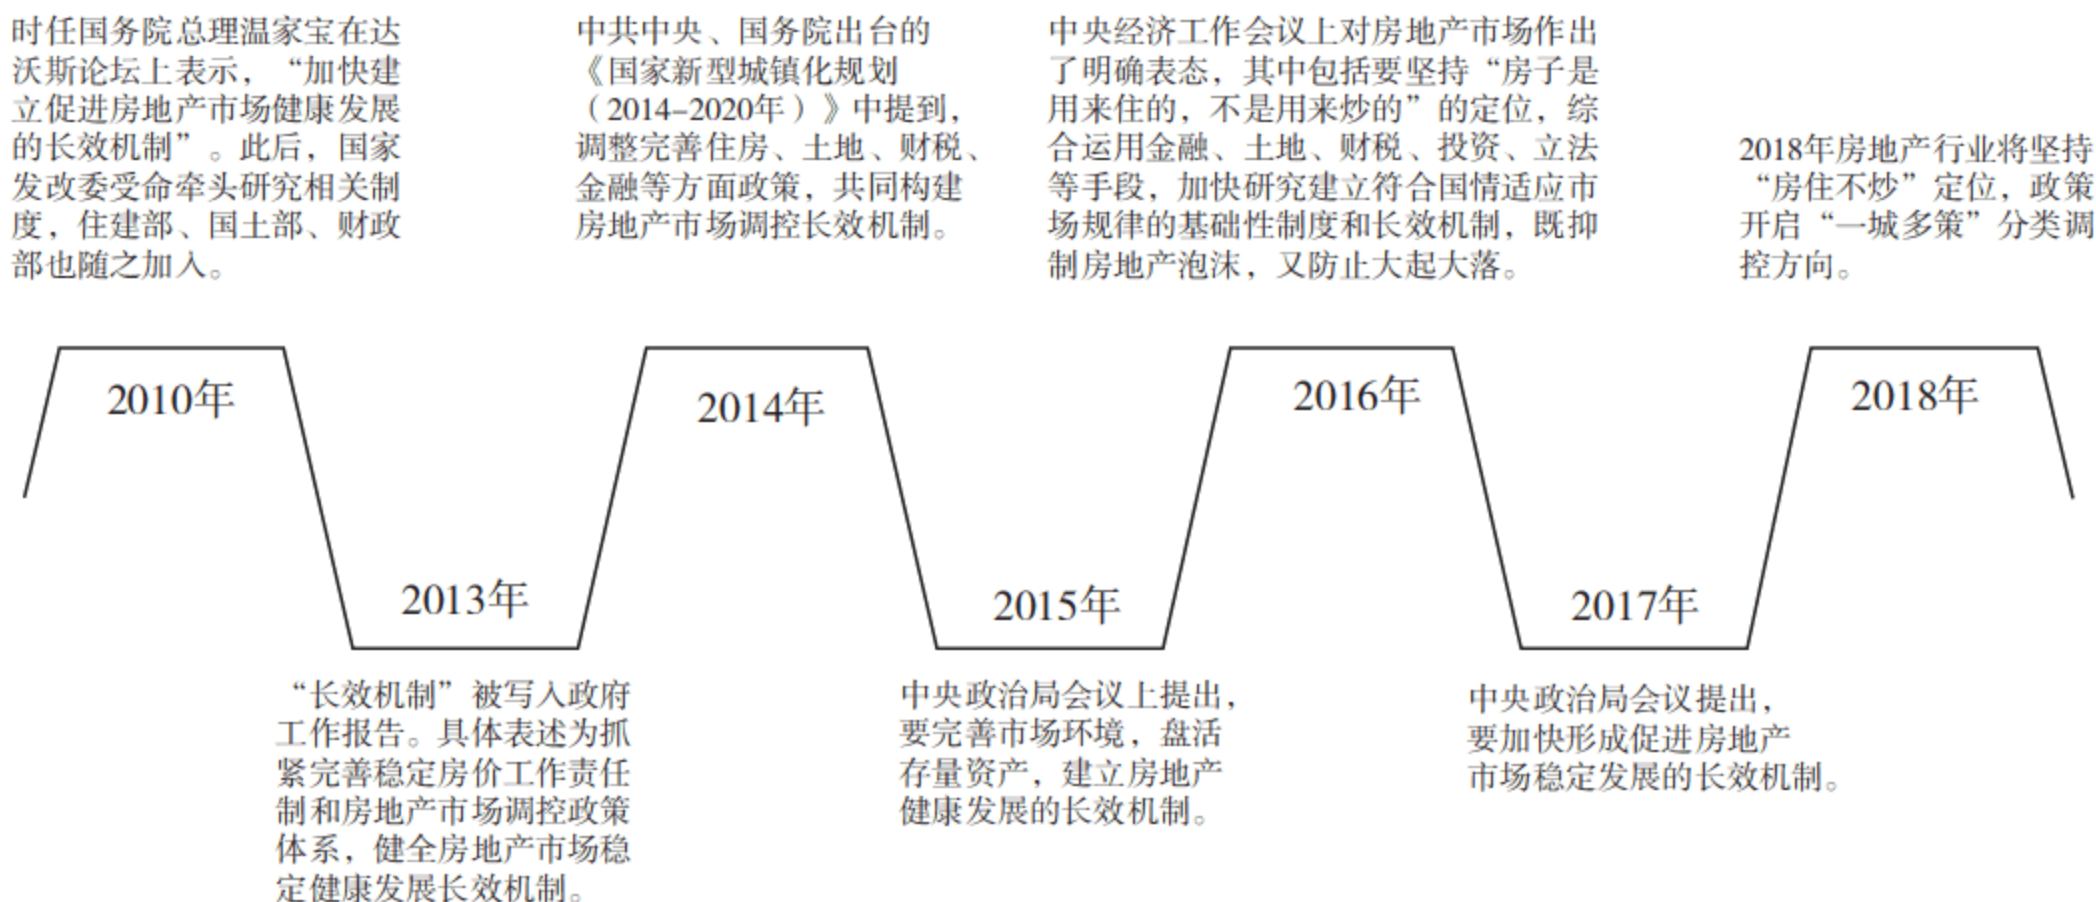 时任国务院总理温家宝在达
沃斯论坛上表示，“加快建
立促进房地产市场健康发展
的长效机制”。此后，国家
发改委受命牵头研究相关制
度，住建部、国土部、财政
部也随之加入。
中共中央、国务院出台的
《国家新型城镇化规划
（2014-2020年）》中提到，
调整完善住房、土地、财税、
金融等方面政策，共同构建
房地产市场调控长效机制。
中央经济工作会议上对房地产市场作出
了明确表态，其中包括要坚持“房子是
用来住的，不是用来炒的”的定位，综
合运用金融、土地、财税、投资、立法
等手段，加快研究建立符合国情适应市
场规律的基础性制度和长效机制，既抑
制房地产泡沫，又防止大起大落。
2018年房地产行业将坚持
“房住不炒”定位，政策
开启“一城多策”分类调
控方向。
2010年
2014年
2016年
2018年
2013年
2015年
2017年
“长效机制”被写入政府
工作报告。具体表述为抓
紧完善稳定房价工作责任
制和房地产市场调控政策
体系，健全房地产市场稳
定健康发展长效机制。
中央政治局会议上提出，
要完善市场环境，盘活
存量资产，建立房地产
健康发展的长效机制。
中央政治局会议提出，
要加快形成促进房地产
市场稳定发展的长效机制。